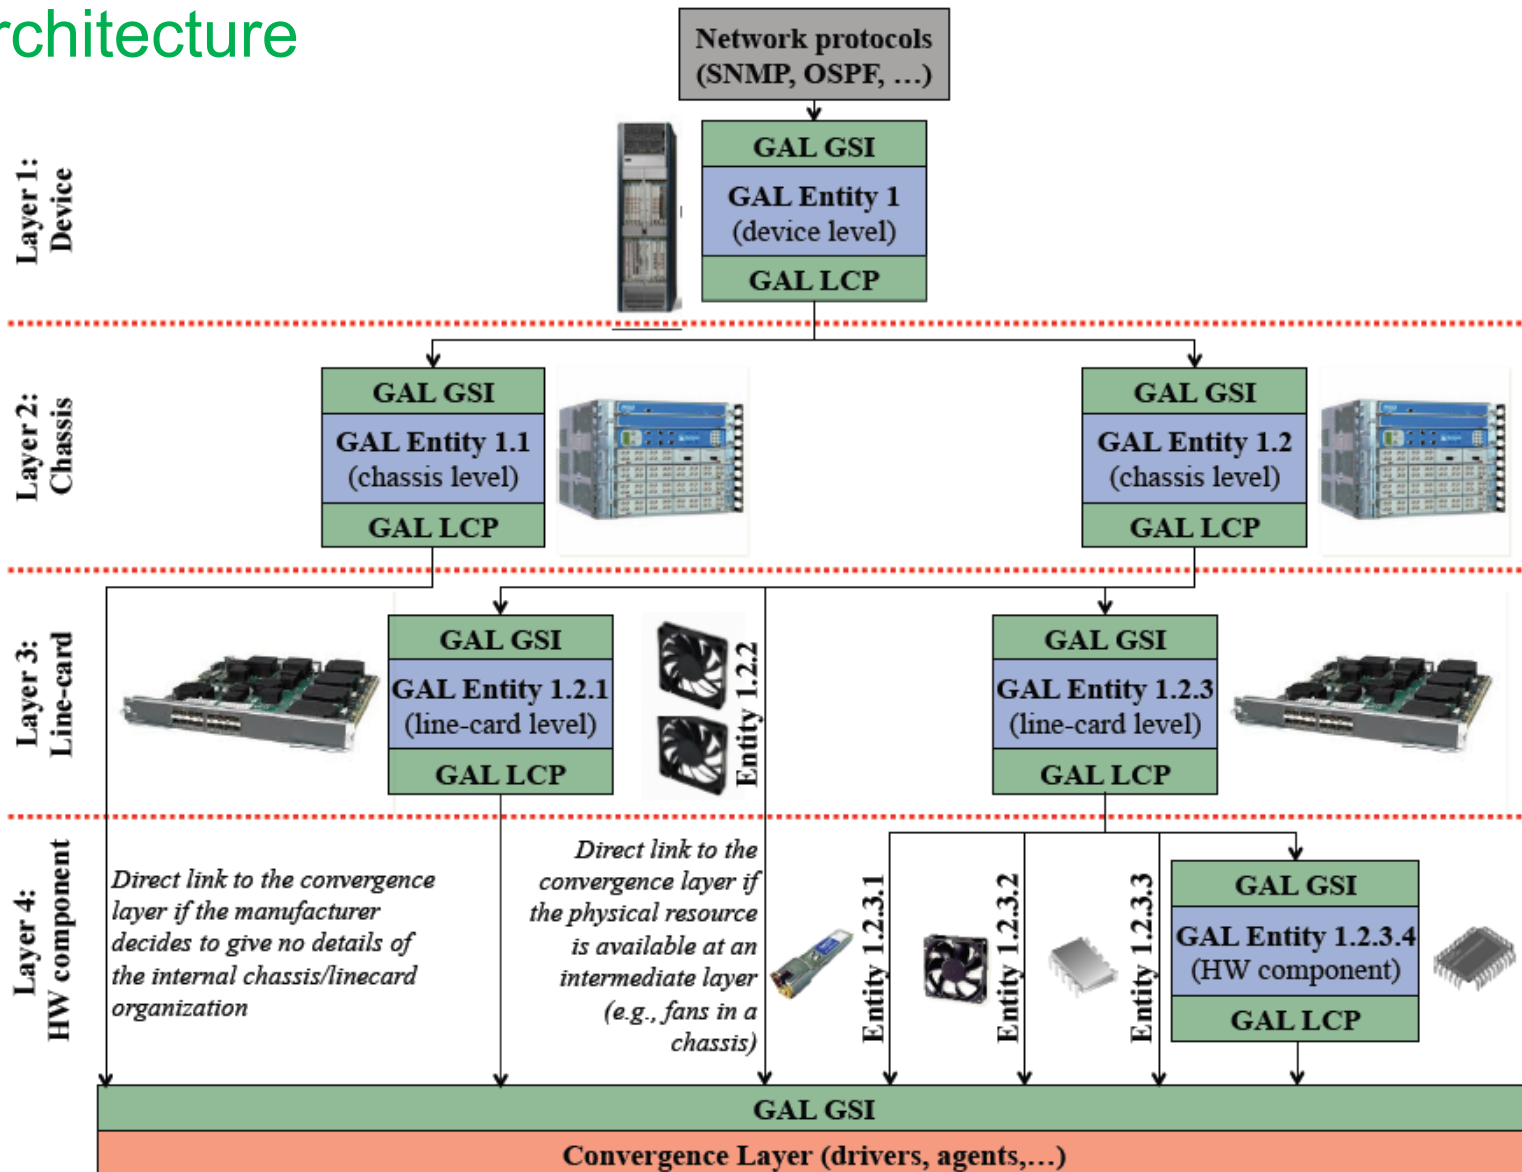 rchitecture
Network protocols
(SNMP, OSPF, …)
Layer 1:
Device
GAL GSI
GAL Entity 1
(device level)
GAL LCP
Layer 2:
Chassis
GAL GSI
GAL Entity 1.1
(chassis level)
GAL LCP
GAL GSI
GAL Entity 1.2
(chassis level)
GAL LCP
Layer 3:
Line-card
GAL GSI
GAL Entity 1.2.1
(line-card level)
GAL LCP
Entity 1.2.2
GAL GSI
GAL Entity 1.2.3
(line-card level)
GAL LCP
Layer 4:
HW component
Direct link to the convergence
layer if the manufacturer
decides to give no details of
the internal chassis/linecard
organization
Direct link to the
convergence layer if
the physical resource
is available at an
intermediate layer
(e.g., fans in a
chassis)
Entity 1.2.3.1
Entity 1.2.3.2
Entity 1.2.3.3
GAL GSI
GAL Entity 1.2.3.4
(HW component)
GAL LCP
GAL GSI
Convergence Layer (drivers, agents,…)